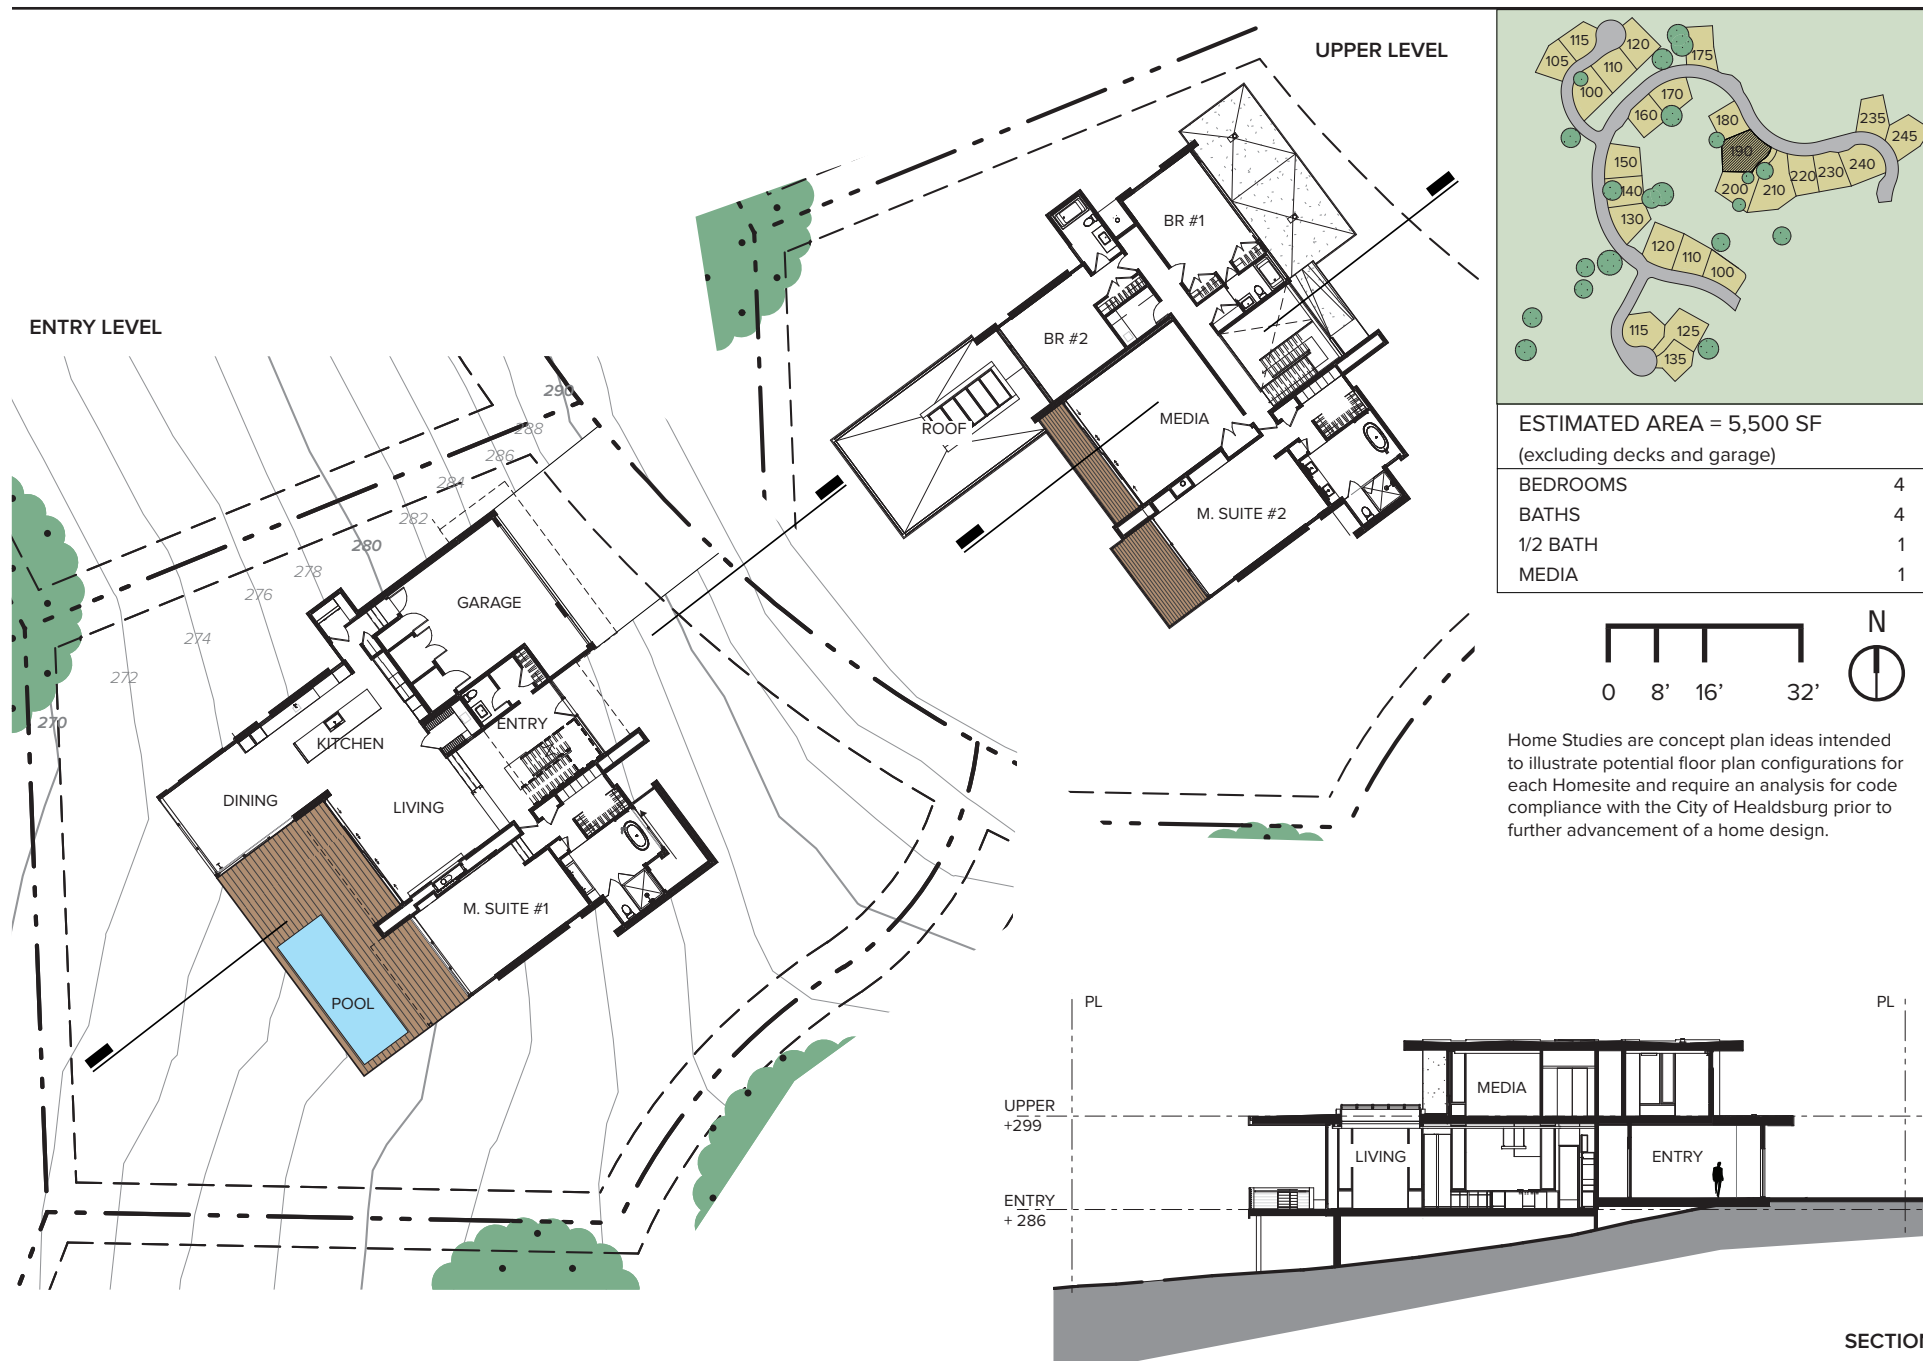 UPPER LEVEL
ENTRY LEVEL
BR #1
BR #2
MEDIA
ROOF
M. SUITE #2
290
288
286
284
282
280
278
276
274
272
270
GARAGE
ENTRY
KITCHEN
DINING
LIVING
M. SUITE #1
POOL
115
120
105
110
100
175
170
160
180
190
150
140
130
200
210
220
230
240
235
245
120
110
100
115
125
135
ESTIMATED AREA = 5,500 SF
(excluding decks and garage)
BEDROOMS 4
BATHS 4
1/2 BATH 1
MEDIA 1
0 8’ 16’ 32’
N
Home Studies are concept plan ideas intended
to illustrate potential floor plan configurations for
each Homesite and require an analysis for code
compliance with the City of Healdsburg prior to
further advancement of a home design.
PL
PL
UPPER
+299
ENTRY
+ 286
MEDIA
LIVING
ENTRY
SECTION